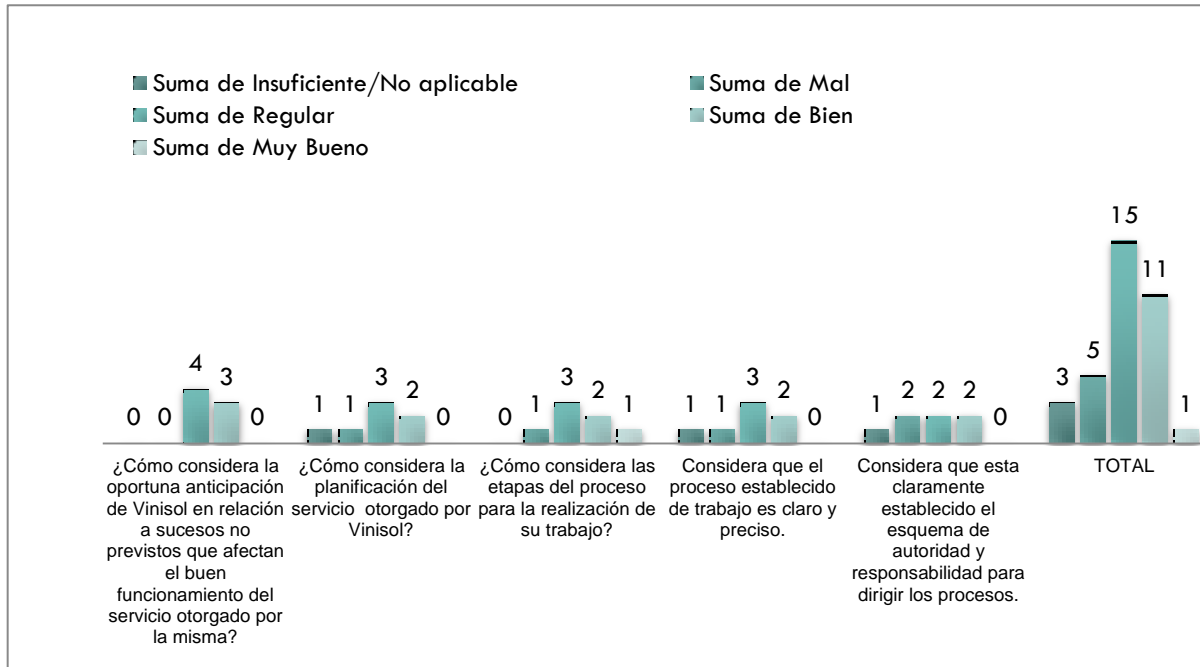 Suma de Insuficiente/No aplicable
Suma de Mal
Suma de Regular
Suma de Bien
Suma de Muy Bueno
0 0 4 3 0
1 1 3 2 0
0 1 3 2 1
1 1 3 2 0
1 2 2 2 0
3 5 15 11 1
¿Cómo considera la
oportuna anticipación
de Vinisol en relación
a sucesos no
previstos que afectan
el buen
funcionamiento del
servicio otorgado por
la misma?
¿Cómo considera la
planificación del
servicio otorgado por
Vinisol?
¿Cómo considera las
etapas del proceso
para la realización de
su trabajo?
Considera que el
proceso establecido
de trabajo es claro y
preciso.
Considera que esta
claramente
establecido el
esquema de
autoridad y
responsabilidad para
dirigir los procesos.
TOTAL